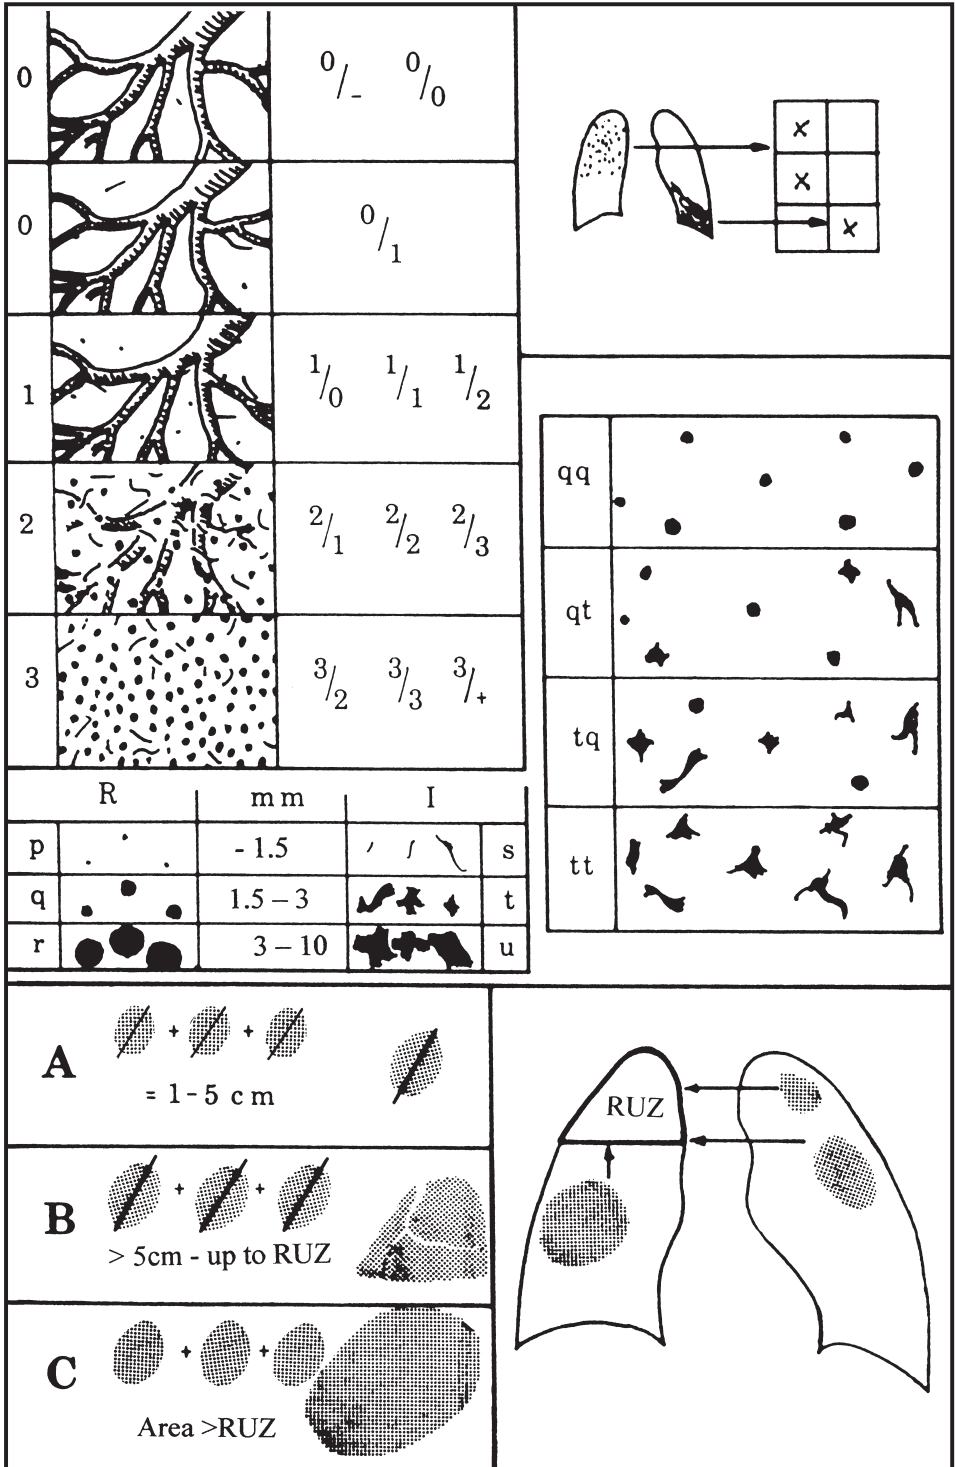 0 0/- 0/0
0 0/1
1 1/0 1/1 1/2
2 2/1 2/2 2/3
3 3/2 3/3 3/+
x
x
x
qq
qt
tq
tt
R mm I
p - 1.5 s
q 1.5 – 3 t
r 3 – 10 u
A + +
= 1 - 5 cm
B + +
> 5cm - up to RUZ
C + +
Area >RUZ
RUZ